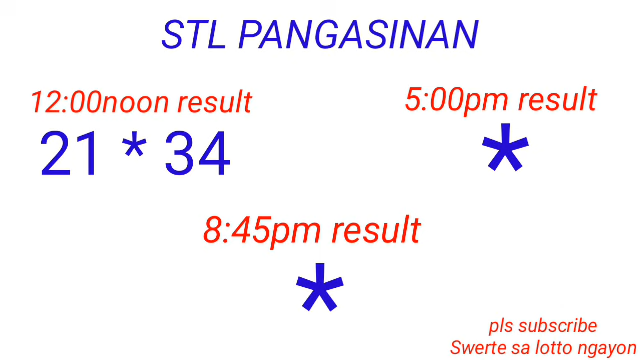 STL PANGASINAN
12:00noon result
21 * 34
5:00pm result
*
8:45pm result
*
pls subscribe
Swerte sa lotto ngayon